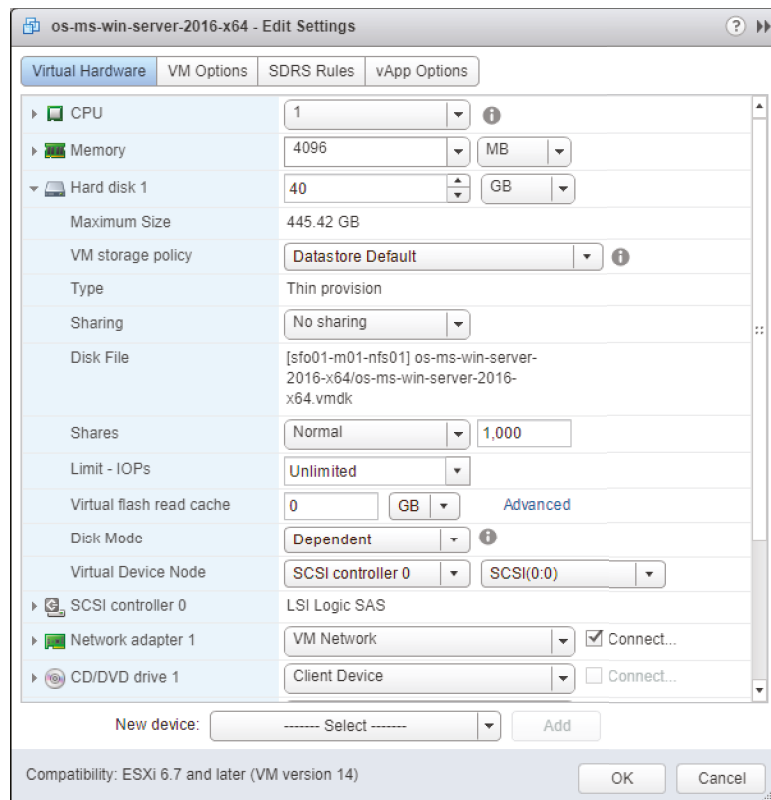 os-ms-win-server-2016-x64 - Edit Settings ?
Virtual Hardware VM Options SDRS Rules vApp Options
CPU 1
Memory 4096 MB
Hard disk 1 40 GB
Maximum Size 445.42 GB
VM storage policy Datastore Default
Type Thin provision
Sharing No sharing
Disk File [sfo01-m01-nfs01] os-ms-win-server-
2016-x64/os-ms-win-server-2016-
x64.vmdk
Shares Normal 1,000
Limit - IOPs Unlimited
Virtual flash read cache 0 GB Advanced
Disk Mode Dependent
Virtual Device Node SCSI controller 0 SCSI(0:0)
SCSI controller 0 LSI Logic SAS
Network adapter 1 VM Network Connect...
CD/DVD drive 1 Client Device Connect...
New device: ------- Select ------- Add
Compatibility: ESXi 6.7 and later (VM version 14) OK Cancel